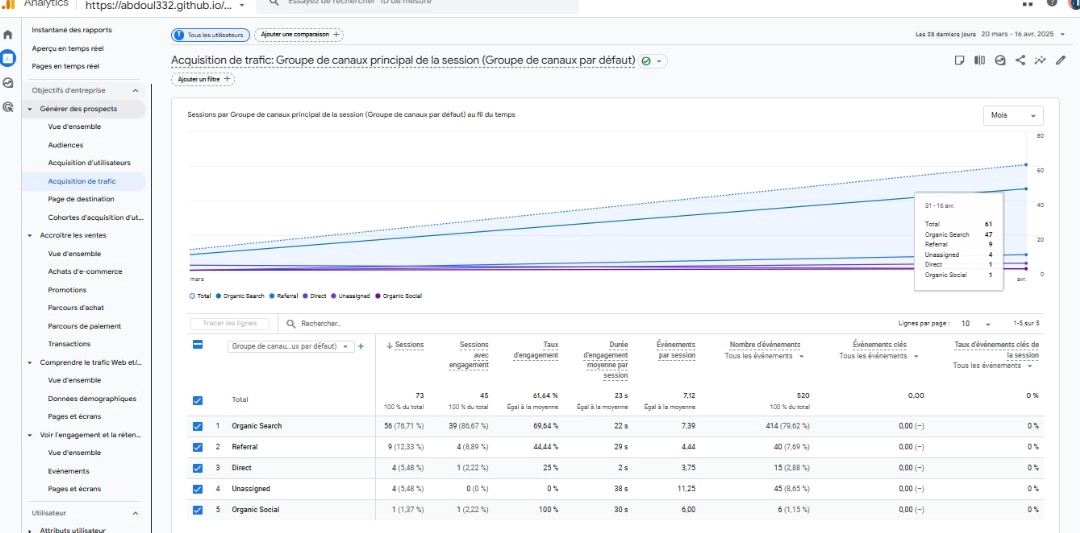 Analytics
https://abdoul332.github.io/...
Essayez de rechercher "ID de mesure"
Instantané des rapports
Aperçu en temps réel
Pages en temps réel
Objectifs d'entreprise
Générer des prospects
Vue d'ensemble
Audiences
Acquisition d'utilisateurs
Acquisition de trafic
Page de destination
Cohortes d'acquisition d'ut...
Accroître les ventes
Vue d'ensemble
Achats d'e-commerce
Promotions
Parcours d'achat
Parcours de paiement
Transactions
Comprendre le trafic Web et/...
Vue d'ensemble
Données démographiques
Pages et écrans
Voir l'engagement et la réten...
Vue d'ensemble
Evénements
Pages et écrans
Utilisateur
Attributs utilisateur
Tous les utilisateurs
Ajouter une comparaison +
Les 28 derniers jours 20 mars - 16 avr. 2025
Acquisition de trafic: Groupe de canaux principal de la session (Groupe de canaux par défaut)
Ajouter un filtre +
Sessions par Groupe de canaux principal de la session (Groupe de canaux par défaut) au fil du temps
Mois
80
60
40
20
0
mars
avr.
31 - 16 avr.
Total 61
Organic Search 47
Referral 9
Unassigned 4
Direct 1
Organic Social 1
Total Organic Search Referral Direct Unassigned Organic Social
Tracer les lignes
Rechercher...
Lignes par page : 10 1-5 sur 5
Groupe de canau...ux par défaut) +
Sessions
Sessions avec engagement
Taux d'engagement
Durée d'engagement moyenne par session
Événements par session
Nombre d'événements
Tous les événements
Événements clés
Tous les événements
Taux d'événements clés de la session
Tous les événements
Total 73 45 61,64 % 23 s 7,12 520 0,00 0 %
100 % du total 100 % du total Égal à la moyenne Égal à la moyenne Égal à la moyenne 100 % du total
1 Organic Search 56 (76,71 %) 39 (86,67 %) 69,64 % 22 s 7,39 414 (79,62 %) 0,00 (–) 0 %
2 Referral 9 (12,33 %) 4 (8,89 %) 44,44 % 29 s 4,44 40 (7,69 %) 0,00 (–) 0 %
3 Direct 4 (5,48 %) 1 (2,22 %) 25 % 2 s 3,75 15 (2,88 %) 0,00 (–) 0 %
4 Unassigned 4 (5,48 %) 0 (0 %) 0 % 38 s 11,25 45 (8,65 %) 0,00 (–) 0 %
5 Organic Social 1 (1,37 %) 1 (2,22 %) 100 % 30 s 6,00 6 (1,15 %) 0,00 (–) 0 %